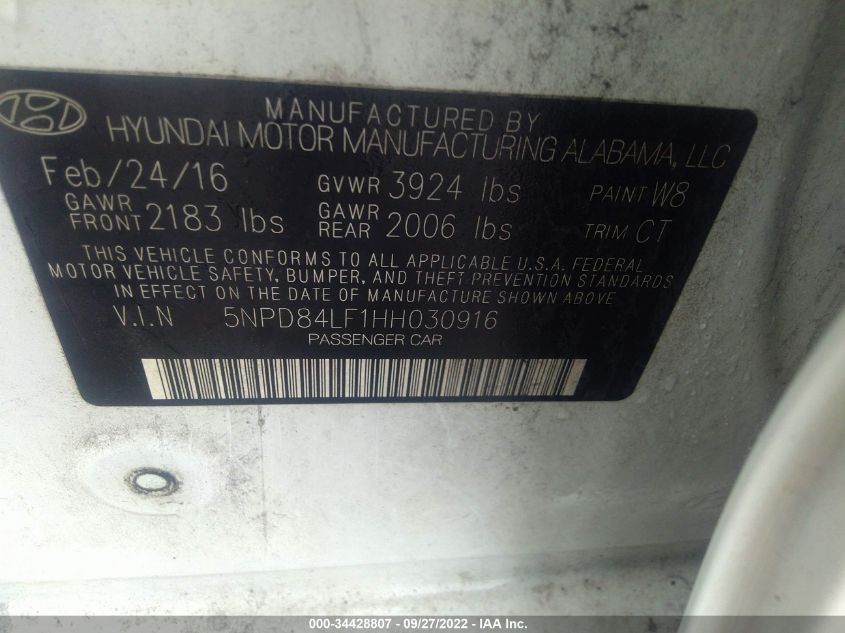 MANUFACTURED BY
HYUNDAI MOTOR MANUFACTURING ALABAMA, LLC
Feb/24/16 GVWR 3924 lbs PAINT W8
GAWR FRONT 2183 lbs GAWR REAR 2006 lbs TRIM CT
THIS VEHICLE CONFORMS TO ALL APPLICABLE U.S.A. FEDERAL
MOTOR VEHICLE SAFETY, BUMPER, AND THEFT PREVENTION STANDARDS
IN EFFECT ON THE DATE OF MANUFACTURE SHOWN ABOVE.
V.I.N 5NPD84LF1HH030916
PASSENGER CAR
000-34428807 - 09/27/2022 - IAA Inc.